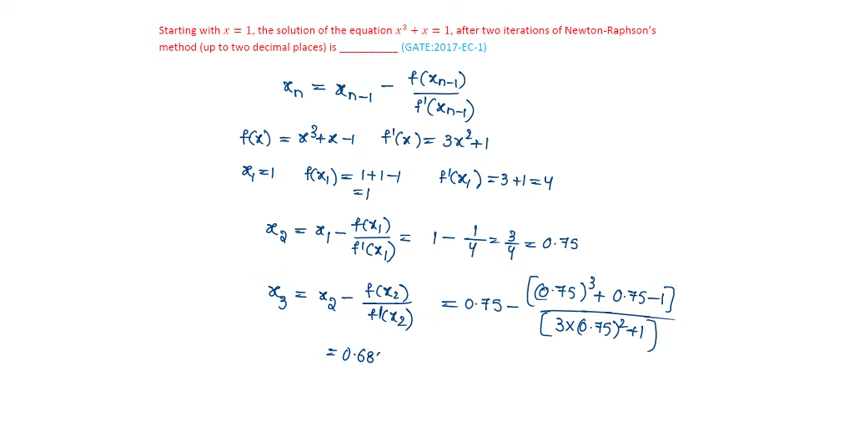 Starting with x = 1, the solution of the equation x³ + x = 1, after two iterations of Newton-Raphson's
method (up to two decimal places) is __________ (GATE:2017-EC-1)
xₙ = xₙ₋₁ − f(xₙ₋₁)/f'(xₙ₋₁)
f(x) = x³+x−1 f'(x) = 3x²+1
x₁=1 f(x₁) = 1+1−1 f'(x₁) = 3+1=4
=1
x₂ = x₁ − f(x₁)/f'(x₁) = 1 − 1/4 = 3/4 = 0.75
x₃ = x₂ − f(x₂)/f'(x₂) = 0.75 − [(0.75)³+0.75−1]/[3×(0.75)²+1]
= 0.68